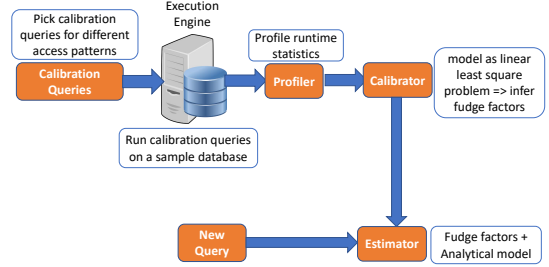 Execution
Engine
Pick calibration
queries for different
access patterns
Calibration
Queries
Profile runtime
statistics
Profiler
Calibrator
model as linear
least square
problem => infer
fudge factors
Run calibration queries
on a sample database
New
Query
Estimator
Fudge factors +
Analytical model